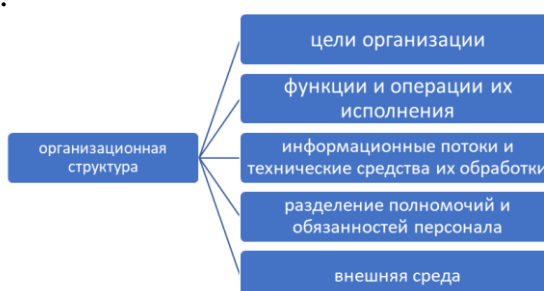 цели организации
функции и операции их
исполнения
организационная
структура
информационные потоки и
технические средства их обработки
разделение полномочий и
обязанностей персонала
внешняя среда